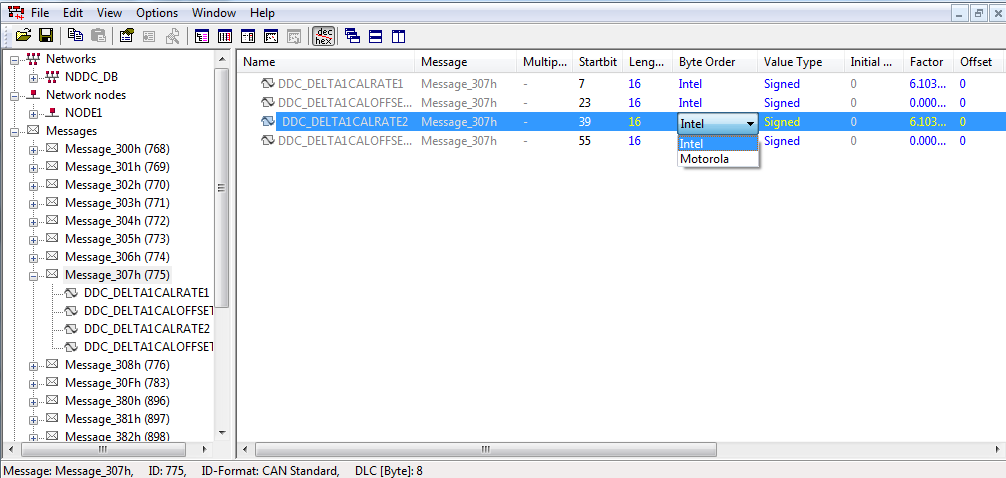 File Edit View Options Window Help
.dec
hex
Networks
NDDC_DB
Network nodes
NODE1
Messages
Message_300h (768)
Message_301h (769)
Message_302h (770)
Message_303h (771)
Message_304h (772)
Message_305h (773)
Message_306h (774)
Message_307h (775)
DDC_DELTA1CALRATE1
DDC_DELTA1CALOFFSET
DDC_DELTA1CALRATE2
DDC_DELTA1CALOFFSET
Message_308h (776)
Message_30Fh (783)
Message_380h (896)
Message_381h (897)
Message_382h (898)
Name Message Multip... Startbit Leng... Byte Order Value Type Initial ... Factor Offset
DDC_DELTA1CALRATE1 Message_307h - 7 16 Intel Signed 0 6.103... 0
DDC_DELTA1CALOFFSE... Message_307h - 23 16 Intel Signed 0 0.000... 0
DDC_DELTA1CALRATE2 Message_307h - 39 16 Intel Signed 0 6.103... 0
DDC_DELTA1CALOFFSE... Message_307h - 55 16 Intel Signed 0 0.000... 0
Motorola
Message: Message_307h, ID: 775, ID-Format: CAN Standard, DLC [Byte]: 8